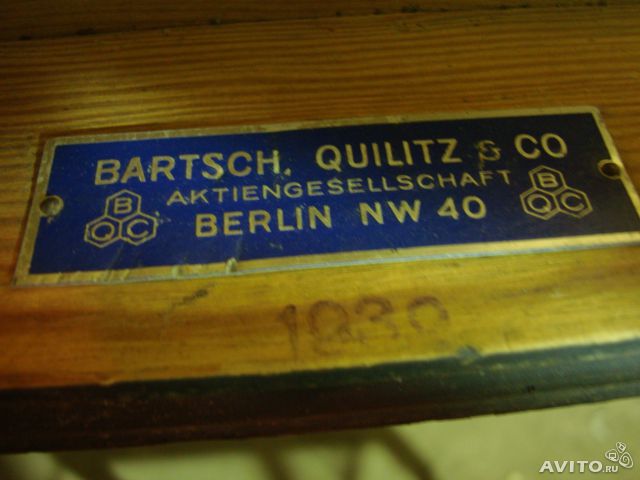 BARTSCH, QUILITZ & CO
AKTIENGESELLSCHAFT
BERLIN NW 40
B
Q C
B
Q C
AVITO.ru